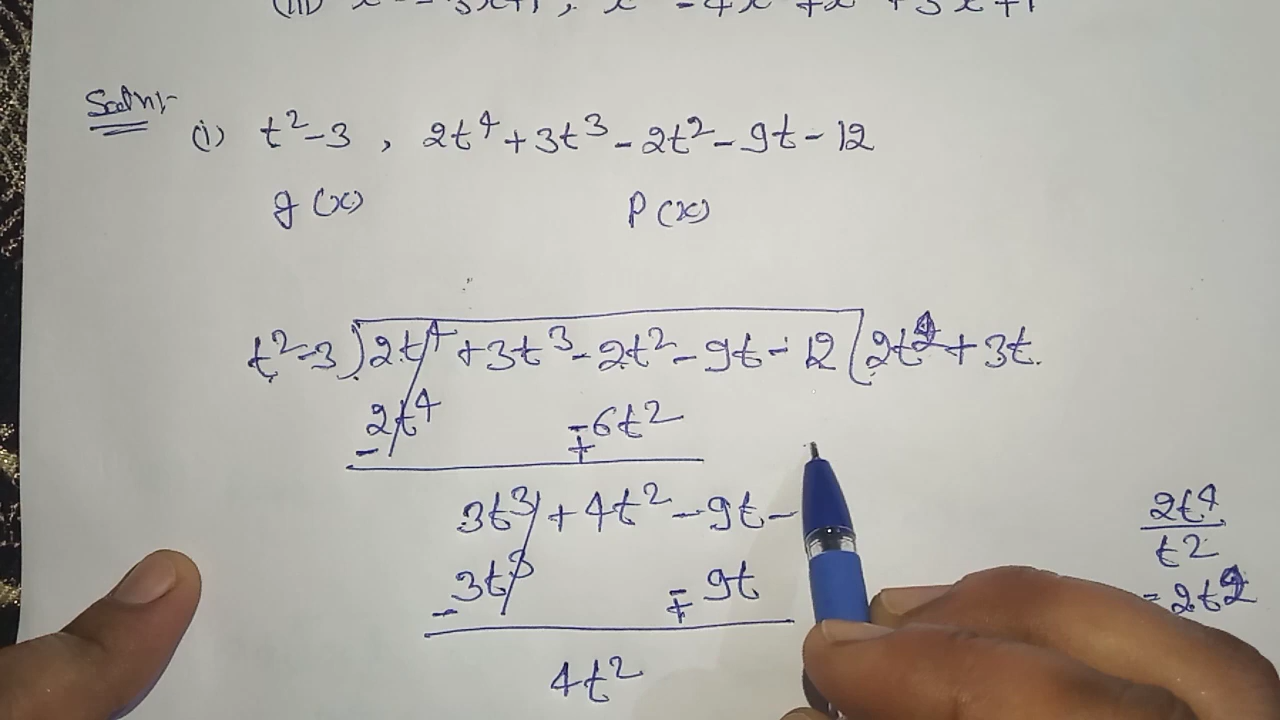 (i) t²-3 , 2t⁴+3t³-2t²-9t-12
g(x) P(x)
t²-3)2t⁴+3t³-2t²-9t-12(2t²+3t
2t⁴ -6t²
- +
3t³+4t²-9t-
3t³ -9t
- +
4t²
2t⁴
t²
=2t²